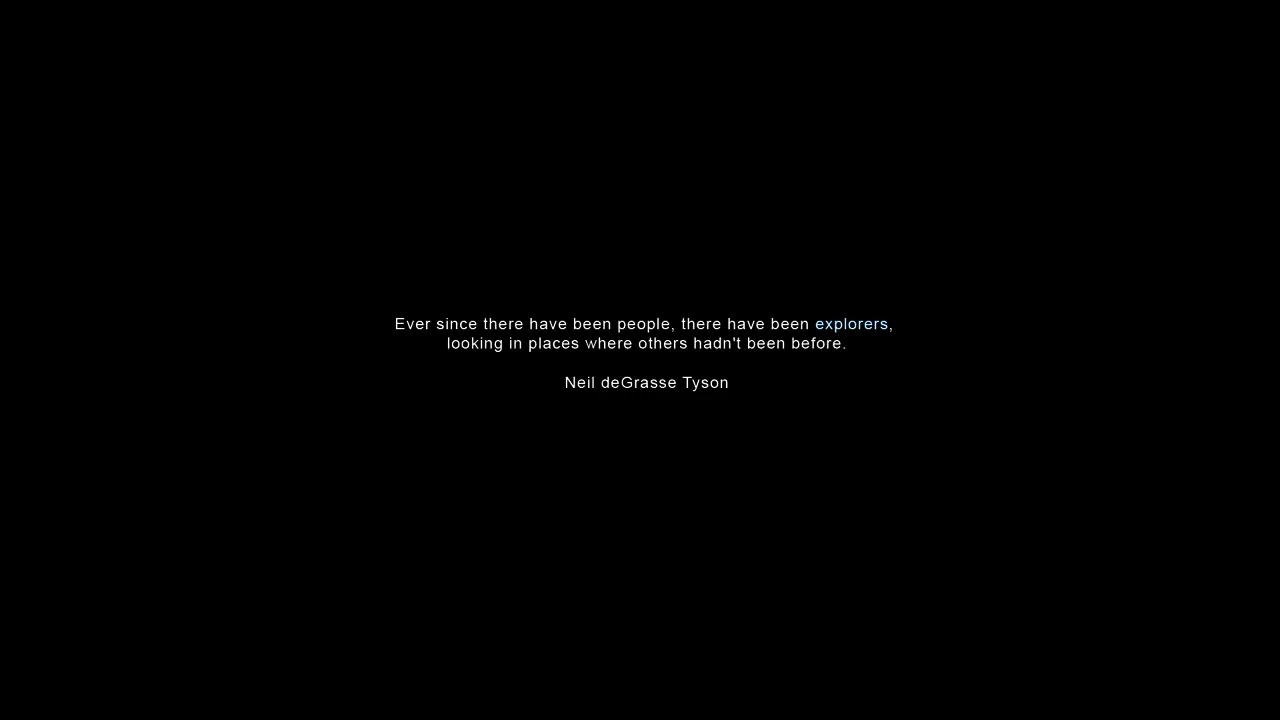 Ever since there have been people, there have been explorers,
looking in places where others hadn't been before.
Neil deGrasse Tyson